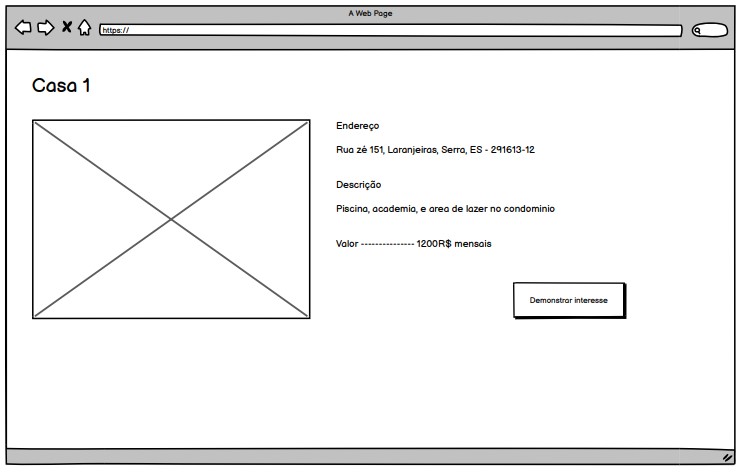 A Web Page
https://
Casa 1
Endereço
Rua zé 151, Laranjeiras, Serra, ES - 291613-12
Descrição
Piscina, academia, e area de lazer no condominio
Valor --------------- 1200R$ mensais
Demonstrar interesse